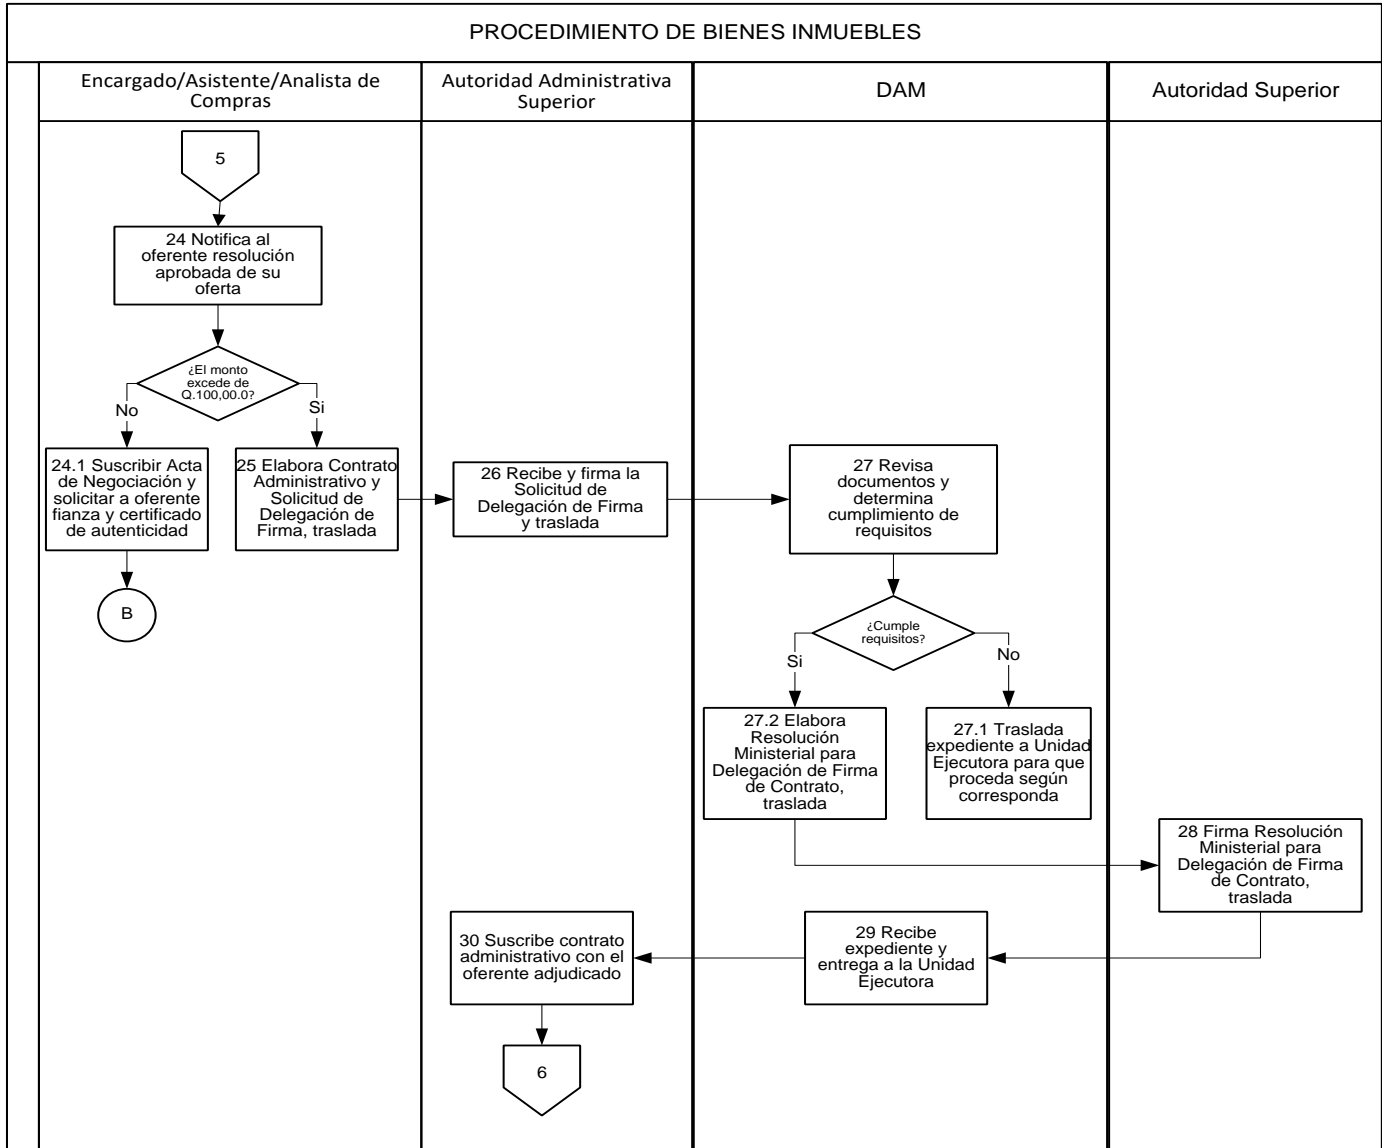 PROCEDIMIENTO DE BIENES INMUEBLES
Encargado/Asistente/Analista de
Compras
Autoridad Administrativa
Superior
DAM
Autoridad Superior
5
24 Notifica al
oferente resolución
aprobada de su
oferta
¿El monto
excede de
Q.100,00.0?
No
Si
24.1 Suscribir Acta
de Negociación y
solicitar a oferente
fianza y certificado
de autenticidad
25 Elabora Contrato
Administrativo y
Solicitud de
Delegación de
Firma, traslada
26 Recibe y firma la
Solicitud de
Delegación de Firma
y traslada
27 Revisa
documentos y
determina
cumplimiento de
requisitos
B
¿Cumple
requisitos?
Si
No
27.2 Elabora
Resolución
Ministerial para
Delegación de Firma
de Contrato,
traslada
27.1 Traslada
expediente a Unidad
Ejecutora para que
proceda según
corresponda
28 Firma Resolución
Ministerial para
Delegación de Firma
de Contrato,
traslada
29 Recibe
expediente y
entrega a la Unidad
Ejecutora
30 Suscribe contrato
administrativo con el
oferente adjudicado
6